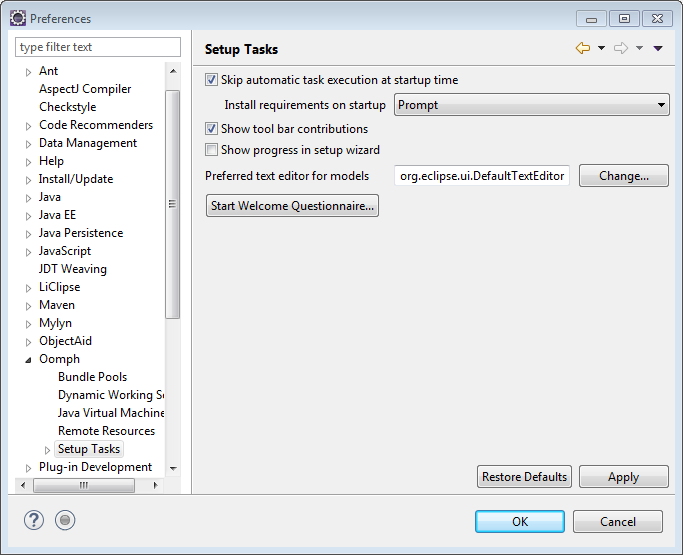 Preferences
type filter text
Ant
AspectJ Compiler
Checkstyle
Code Recommenders
Data Management
Help
Install/Update
Java
Java EE
Java Persistence
JavaScript
JDT Weaving
LiClipse
Maven
Mylyn
ObjectAid
Oomph
Bundle Pools
Dynamic Working Se
Java Virtual Machine
Remote Resources
Setup Tasks
Plug-in Development
Setup Tasks
Skip automatic task execution at startup time
Install requirements on startup Prompt
Show tool bar contributions
Show progress in setup wizard
Preferred text editor for models org.eclipse.ui.DefaultTextEditor Change...
Start Welcome Questionnaire...
Restore Defaults Apply
? OK Cancel